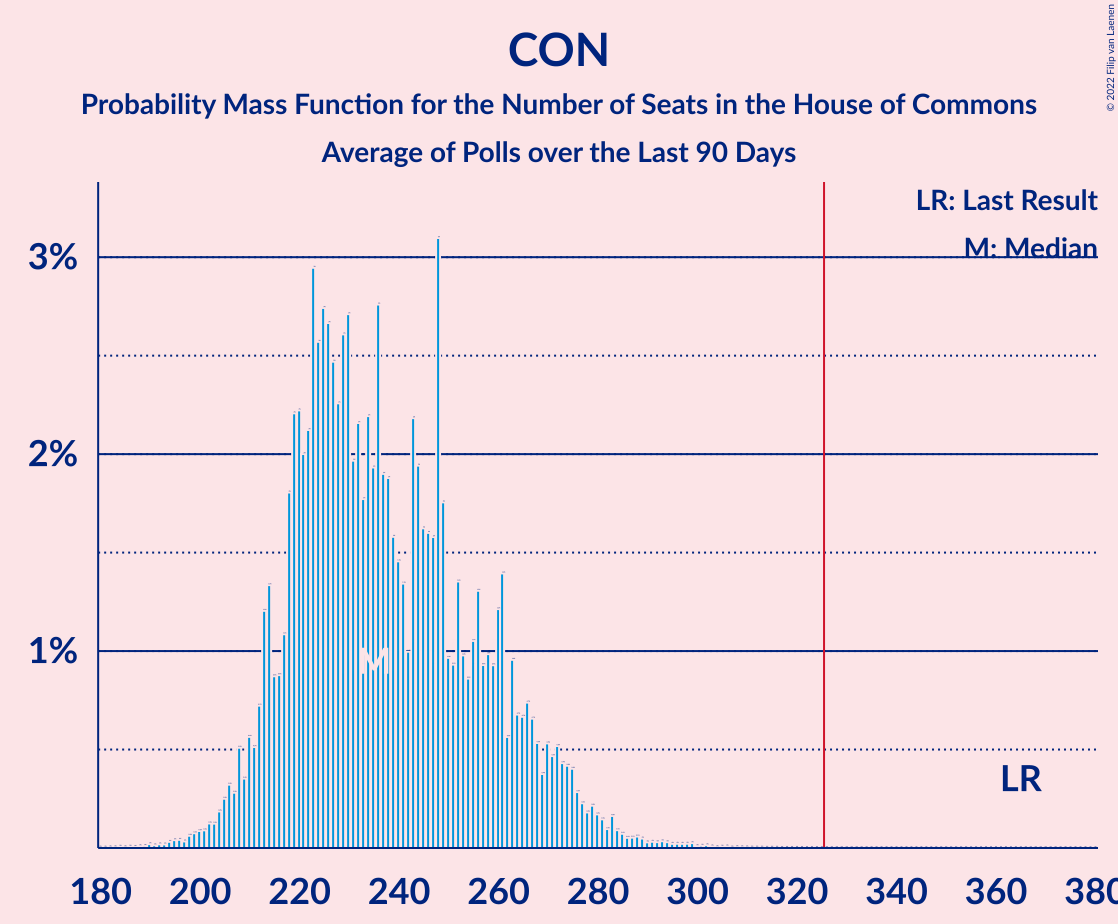 CON
Probability Mass Function for the Number of Seats in the House of Commons
Average of Polls over the Last 90 Days
© 2022 Filip van Laenen
LR: Last Result
M: Median
3%
2%
1%
M
LR
180 200 220 240 260 280 300 320 340 360 380